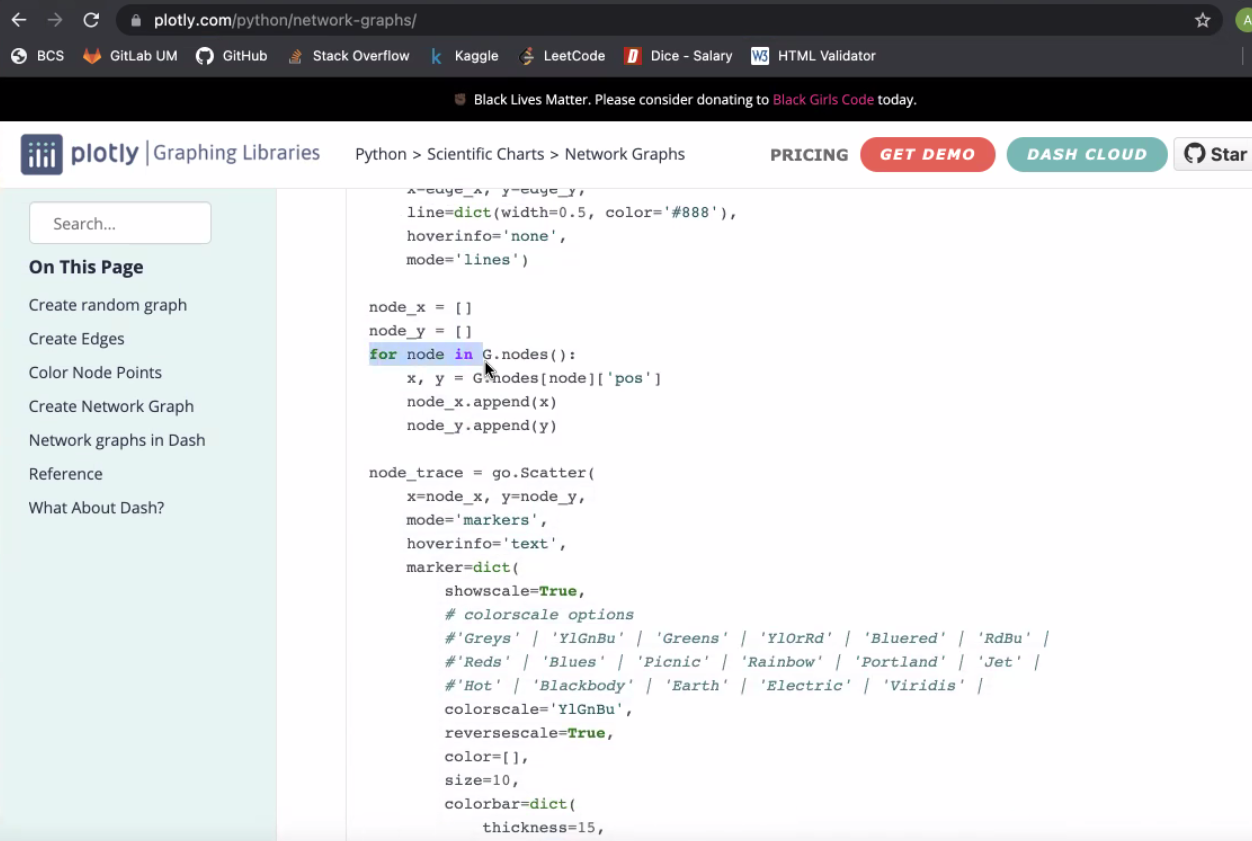 plotly.com/python/network-graphs/
A
BCS GitLab UM GitHub Stack Overflow Kaggle LeetCode Dice - Salary HTML Validator
Black Lives Matter. Please consider donating to Black Girls Code today.
plotly | Graphing Libraries
Python > Scientific Charts > Network Graphs
PRICING GET DEMO DASH CLOUD Star
Search...
On This Page
Create random graph
Create Edges
Color Node Points
Create Network Graph
Network graphs in Dash
Reference
What About Dash?
x=edge_x, y=edge_y,
line=dict(width=0.5, color='#888'),
hoverinfo='none',
mode='lines')
node_x = []
node_y = []
for node in G.nodes():
x, y = G.nodes[node]['pos']
node_x.append(x)
node_y.append(y)
node_trace = go.Scatter(
x=node_x, y=node_y,
mode='markers',
hoverinfo='text',
marker=dict(
showscale=True,
# colorscale options
#'Greys' | 'YlGnBu' | 'Greens' | 'YlOrRd' | 'Bluered' | 'RdBu' |
#'Reds' | 'Blues' | 'Picnic' | 'Rainbow' | 'Portland' | 'Jet' |
#'Hot' | 'Blackbody' | 'Earth' | 'Electric' | 'Viridis' |
colorscale='YlGnBu',
reversescale=True,
color=[],
size=10,
colorbar=dict(
thickness=15,